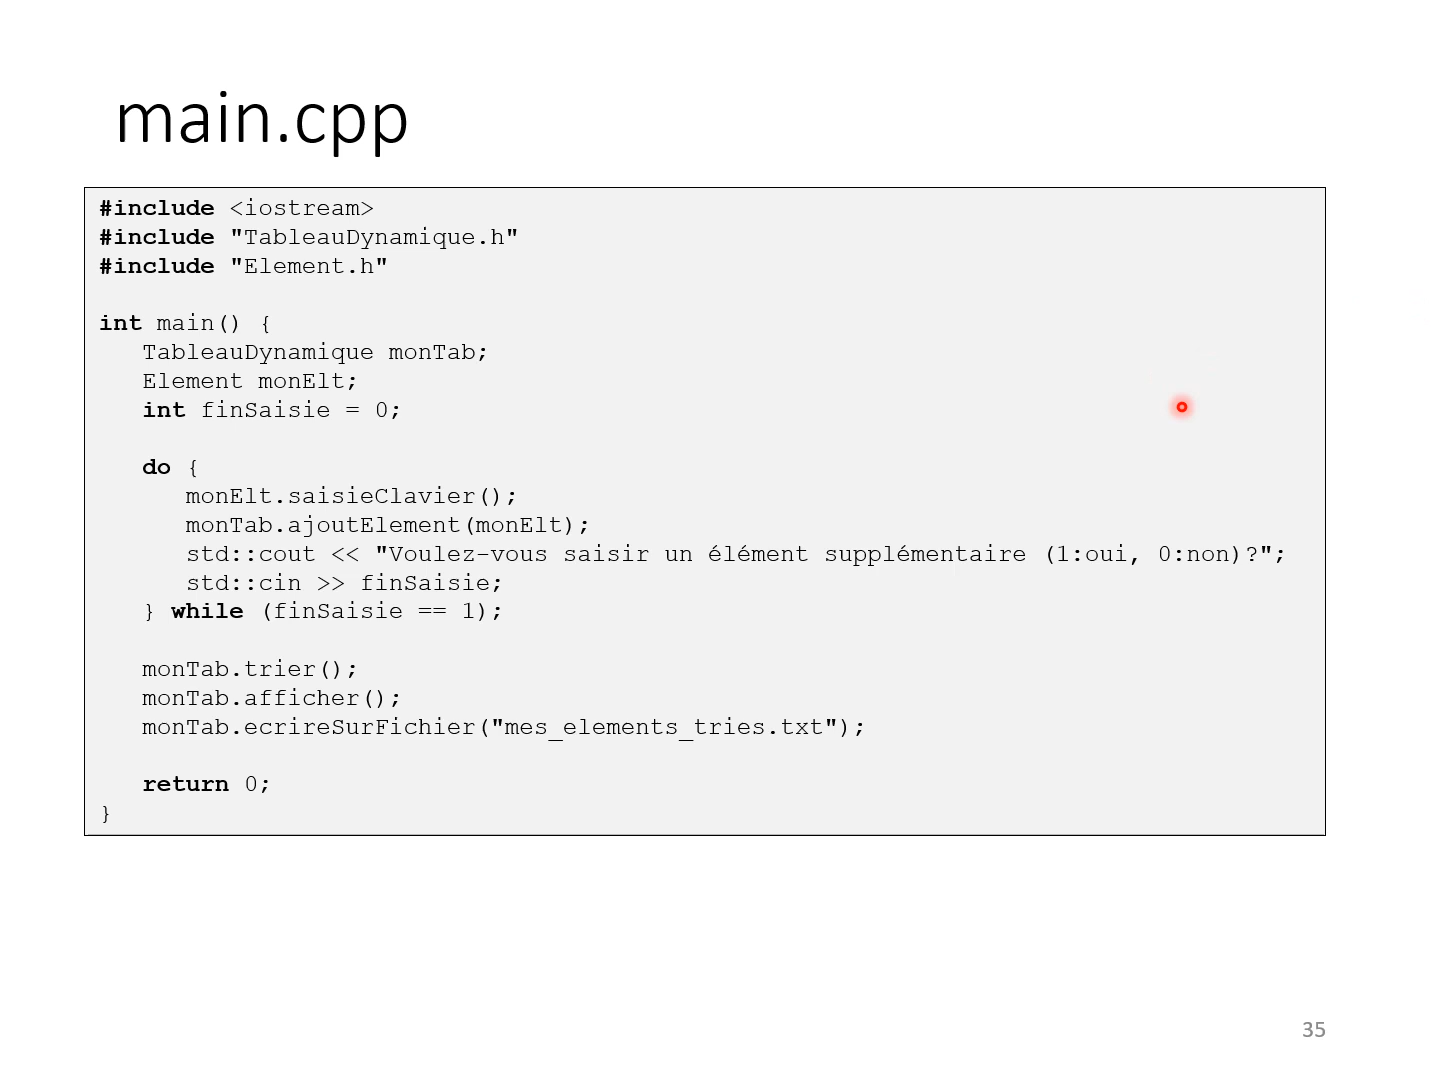 main.cpp
#include <iostream>
#include "TableauDynamique.h"
#include "Element.h"
int main() {
TableauDynamique monTab;
Element monElt;
int finSaisie = 0;
do {
monElt.saisieClavier();
monTab.ajoutElement(monElt);
std::cout << "Voulez-vous saisir un élément supplémentaire (1:oui, 0:non)?";
std::cin >> finSaisie;
} while (finSaisie == 1);
monTab.trier();
monTab.afficher();
monTab.ecrireSurFichier("mes_elements_tries.txt");
return 0;
}
35